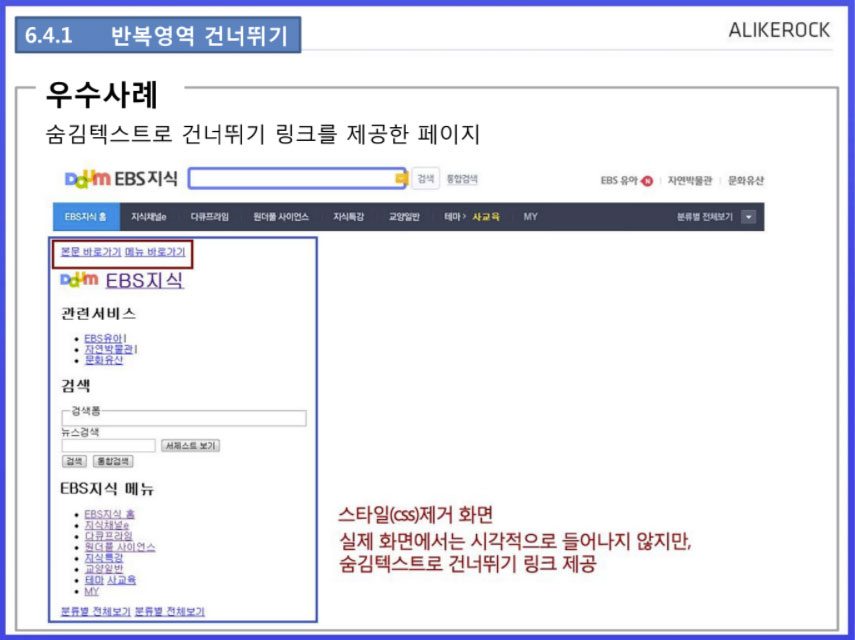 6.4.1 반복영역 건너뛰기
ALIKEROCK
우수사례
숨김텍스트로 건너뛰기 링크를 제공한 페이지
Daum EBS지식 검색 통합검색 EBS 유아 N 자연박물관 문화유산
EBS지식 홈 지식채널e 다큐프라임 원더풀 사이언스 지식특강 교양일반 테마 > 사교육 MY 분류별 전체보기
본문 바로가기 메뉴 바로가기
Daum EBS지식
관련서비스
EBS유아|
자연박물관|
문화유산
검색
검색폼
뉴스검색
서제스트 보기
검색 통합검색
EBS지식 메뉴
EBS지식 홈
지식채널e
다큐프라임
원더풀 사이언스
지식특강
교양일반
테마 사교육
MY
분류별 전체보기 분류별 전체보기
스타일(css)제거 화면
실제 화면에서는 시각적으로 들어나지 않지만,
숨김텍스트로 건너뛰기 링크 제공